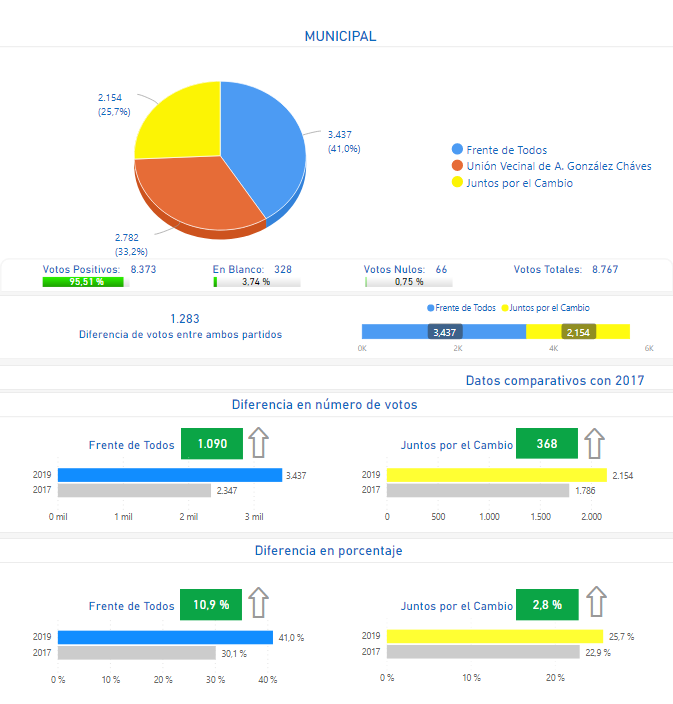 MUNICIPAL
2.154
(25,7%)
3.437
(41,0%)
2.782
(33,2%)
Frente de Todos
Unión Vecinal de A. González Cháves
Juntos por el Cambio
Votos Positivos: 8.373
95,51 %
En Blanco: 328
3,74 %
Votos Nulos: 66
0,75 %
Votos Totales: 8.767
1.283
Diferencia de votos entre ambos partidos
Frente de Todos Juntos por el Cambio
3,437 2,154
0K 2K 4K 6K
Datos comparativos con 2017
Diferencia en número de votos
Frente de Todos 1.090
2019 3.437
2017 2.347
0 mil 1 mil 2 mil 3 mil
Juntos por el Cambio 368
2019 2.154
2017 1.786
0 500 1.000 1.500 2.000
Diferencia en porcentaje
Frente de Todos 10,9 %
2019 41,0 %
2017 30,1 %
0 % 10 % 20 % 30 % 40 %
Juntos por el Cambio 2,8 %
2019 25,7 %
2017 22,9 %
0 % 10 % 20 %